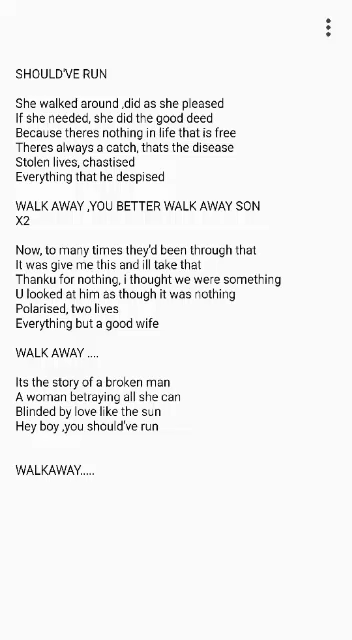 SHOULD'VE RUN
She walked around ,did as she pleased
If she needed, she did the good deed
Because theres nothing in life that is free
Theres always a catch, thats the disease
Stolen lives, chastised
Everything that he despised
WALK AWAY ,YOU BETTER WALK AWAY SON
X2
Now, to many times they'd been through that
It was give me this and ill take that
Thanku for nothing, i thought we were something
U looked at him as though it was nothing
Polarised, two lives
Everything but a good wife
WALK AWAY ....
Its the story of a broken man
A woman betraying all she can
Blinded by love like the sun
Hey boy ,you should've run
WALKAWAY.....